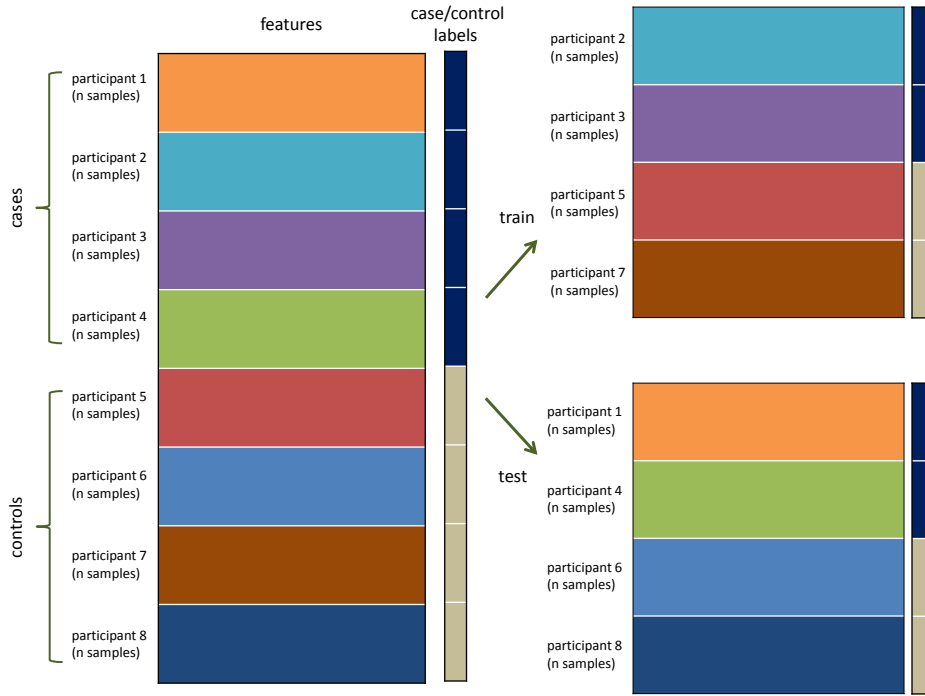 features
case/control
labels
cases
participant 1
(n samples)
participant 2
(n samples)
participant 3
(n samples)
participant 4
(n samples)
controls
participant 5
(n samples)
participant 6
(n samples)
participant 7
(n samples)
participant 8
(n samples)
train
participant 2
(n samples)
participant 3
(n samples)
participant 5
(n samples)
participant 7
(n samples)
test
participant 1
(n samples)
participant 4
(n samples)
participant 6
(n samples)
participant 8
(n samples)